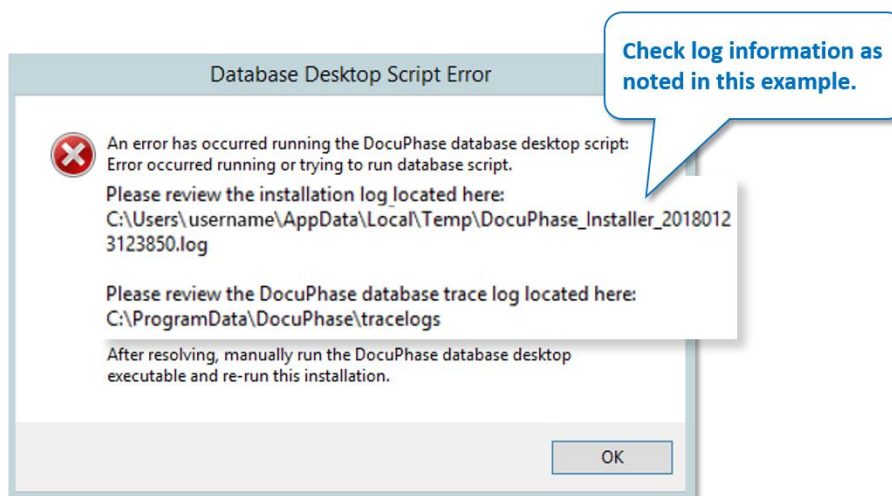 Check log information as
noted in this example.
Database Desktop Script Error
An error has occurred running the DocuPhase database desktop script:
Error occurred running or trying to run database script.
Please review the installation log located here:
C:\Users\username\AppData\Local\Temp\DocuPhase_Installer_2018012
3123850.log
Please review the DocuPhase database trace log located here:
C:\ProgramData\DocuPhase\tracelogs
After resolving, manually run the DocuPhase database desktop
executable and re-run this installation.
OK